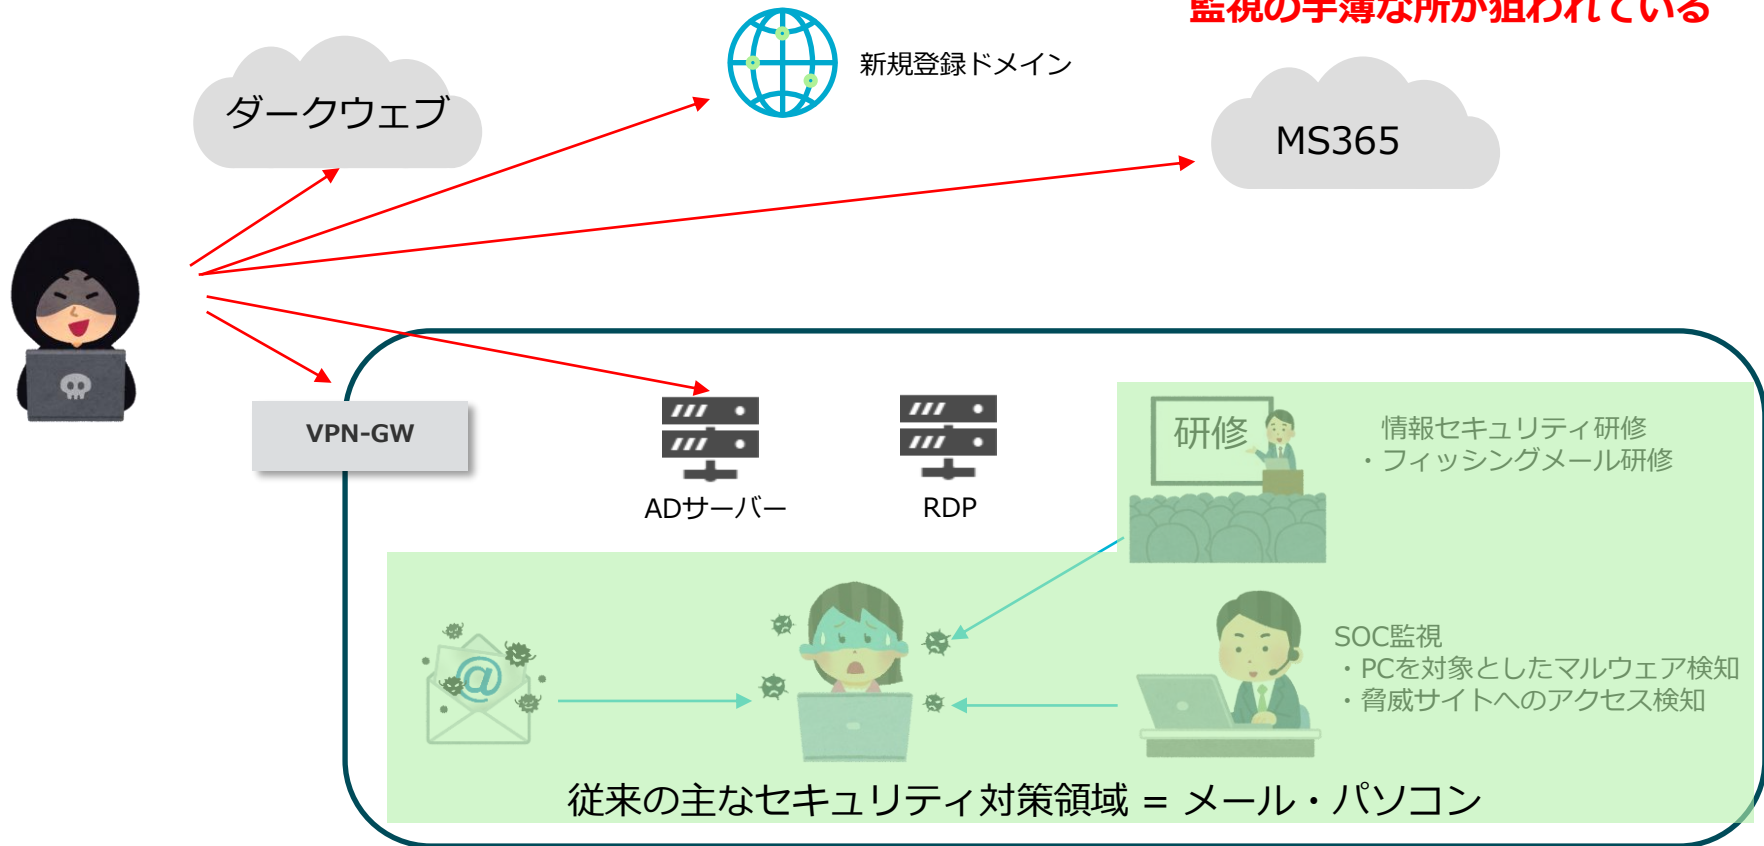 監視の手薄な所が狙われている
ダークウェブ
新規登録ドメイン
MS365
VPN-GW
ADサーバー
RDP
研修
情報セキュリティ研修
・フィッシングメール研修
@
SOC監視
・PCを対象としたマルウェア検知
・脅威サイトへのアクセス検知
従来の主なセキュリティ対策領域 = メール・パソコン